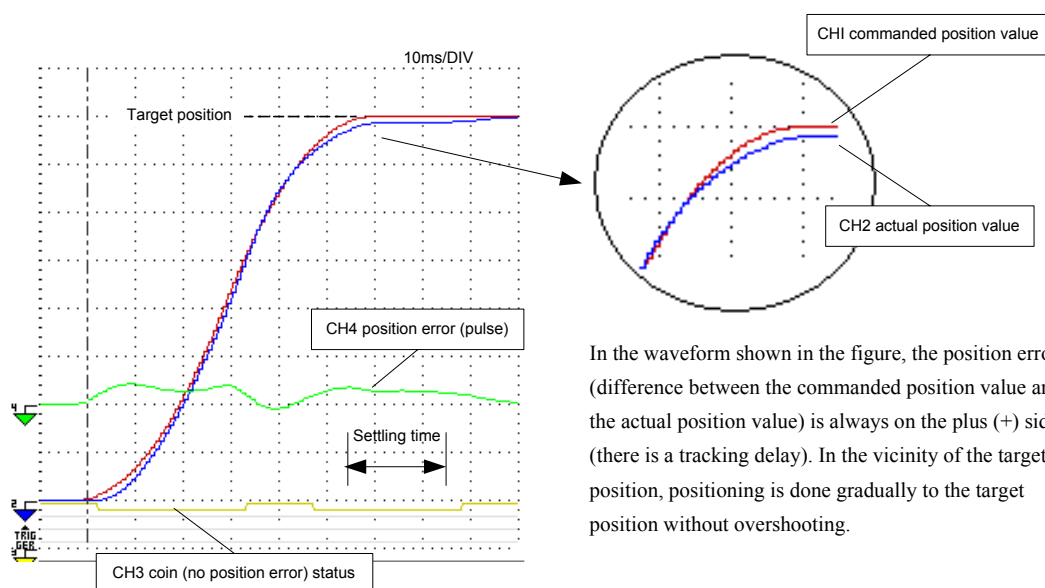 10ms/DIV
Target position
CHI commanded position value
CH2 actual position value
CH4 position error (pulse)
4
Settling time
2
TRIG
GER
3
CH3 coin (no position error) status
In the waveform shown in the figure, the position erro
(difference between the commanded position value an
the actual position value) is always on the plus (+) sid
(there is a tracking delay). In the vicinity of the target
position, positioning is done gradually to the target
position without overshooting.